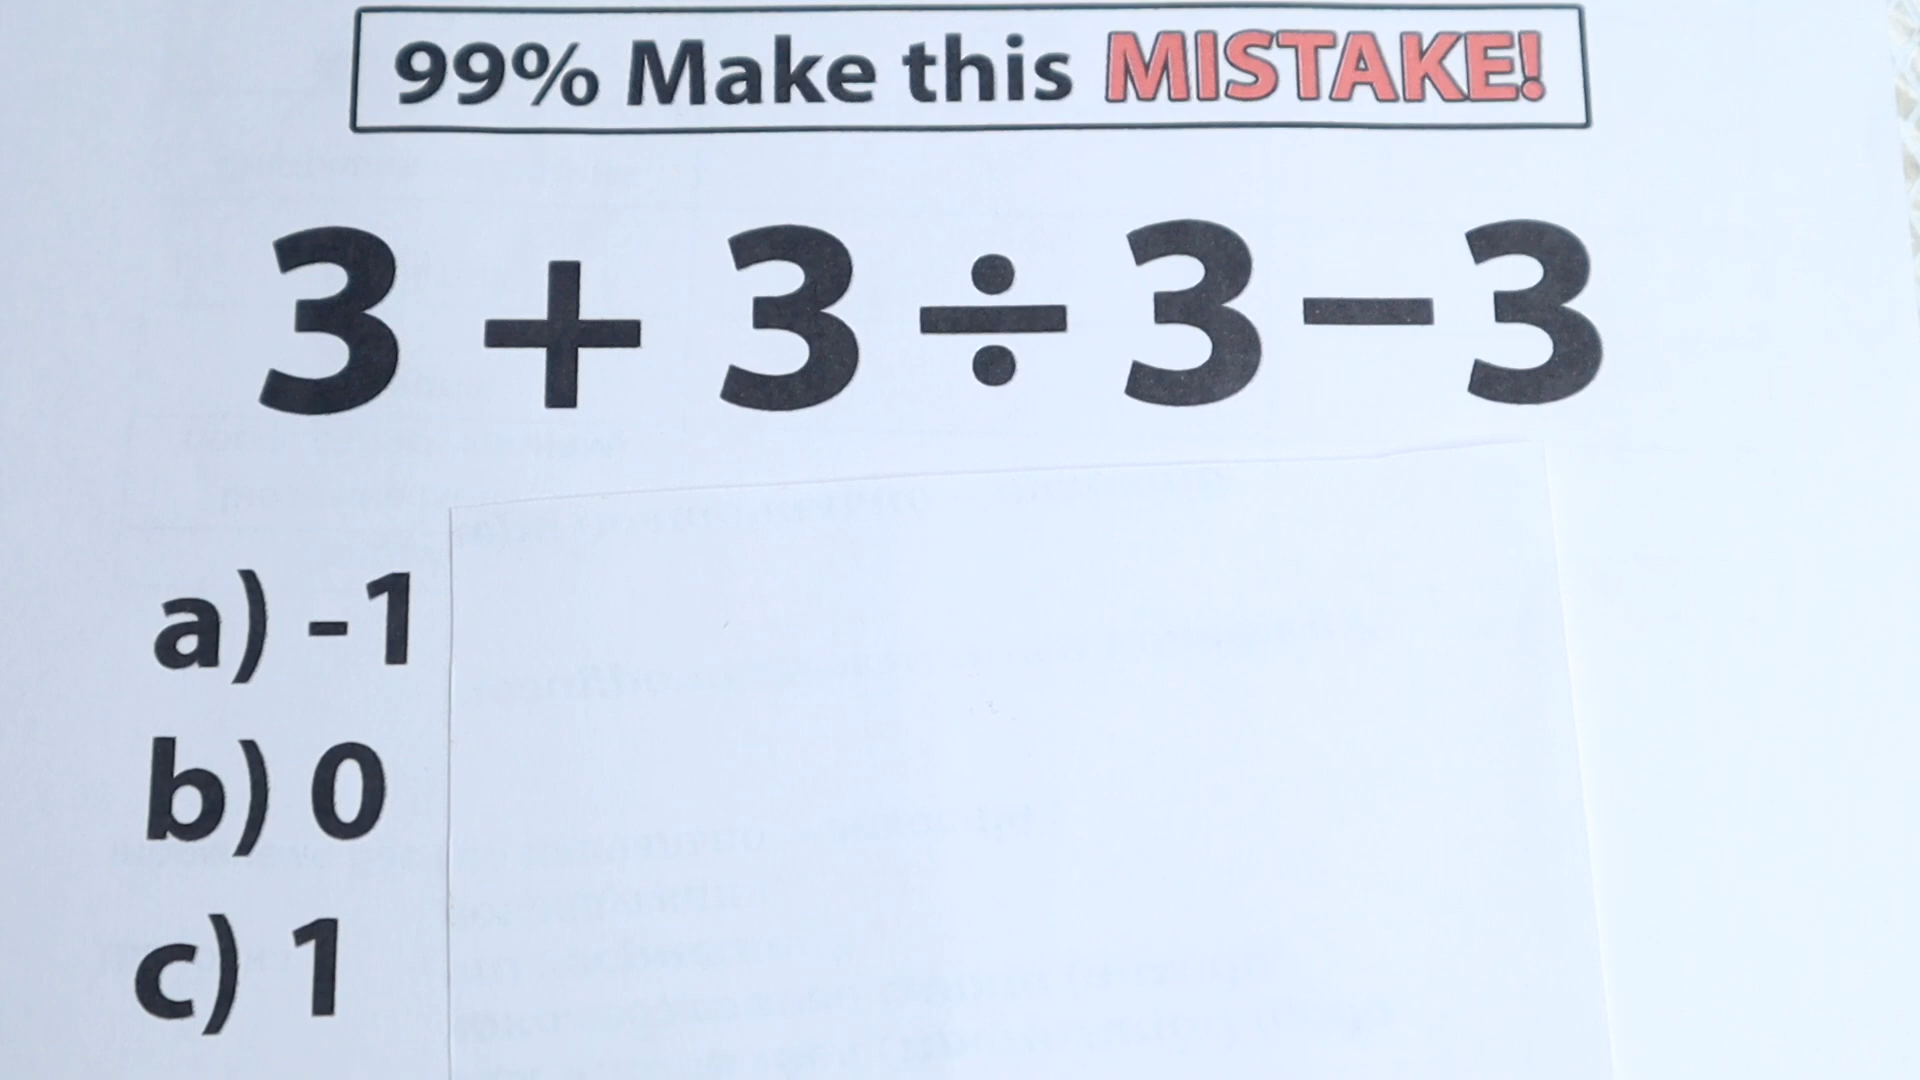 99% Make this MISTAKE!
3 + 3 ÷ 3 − 3
a) -1
b) 0
c) 1